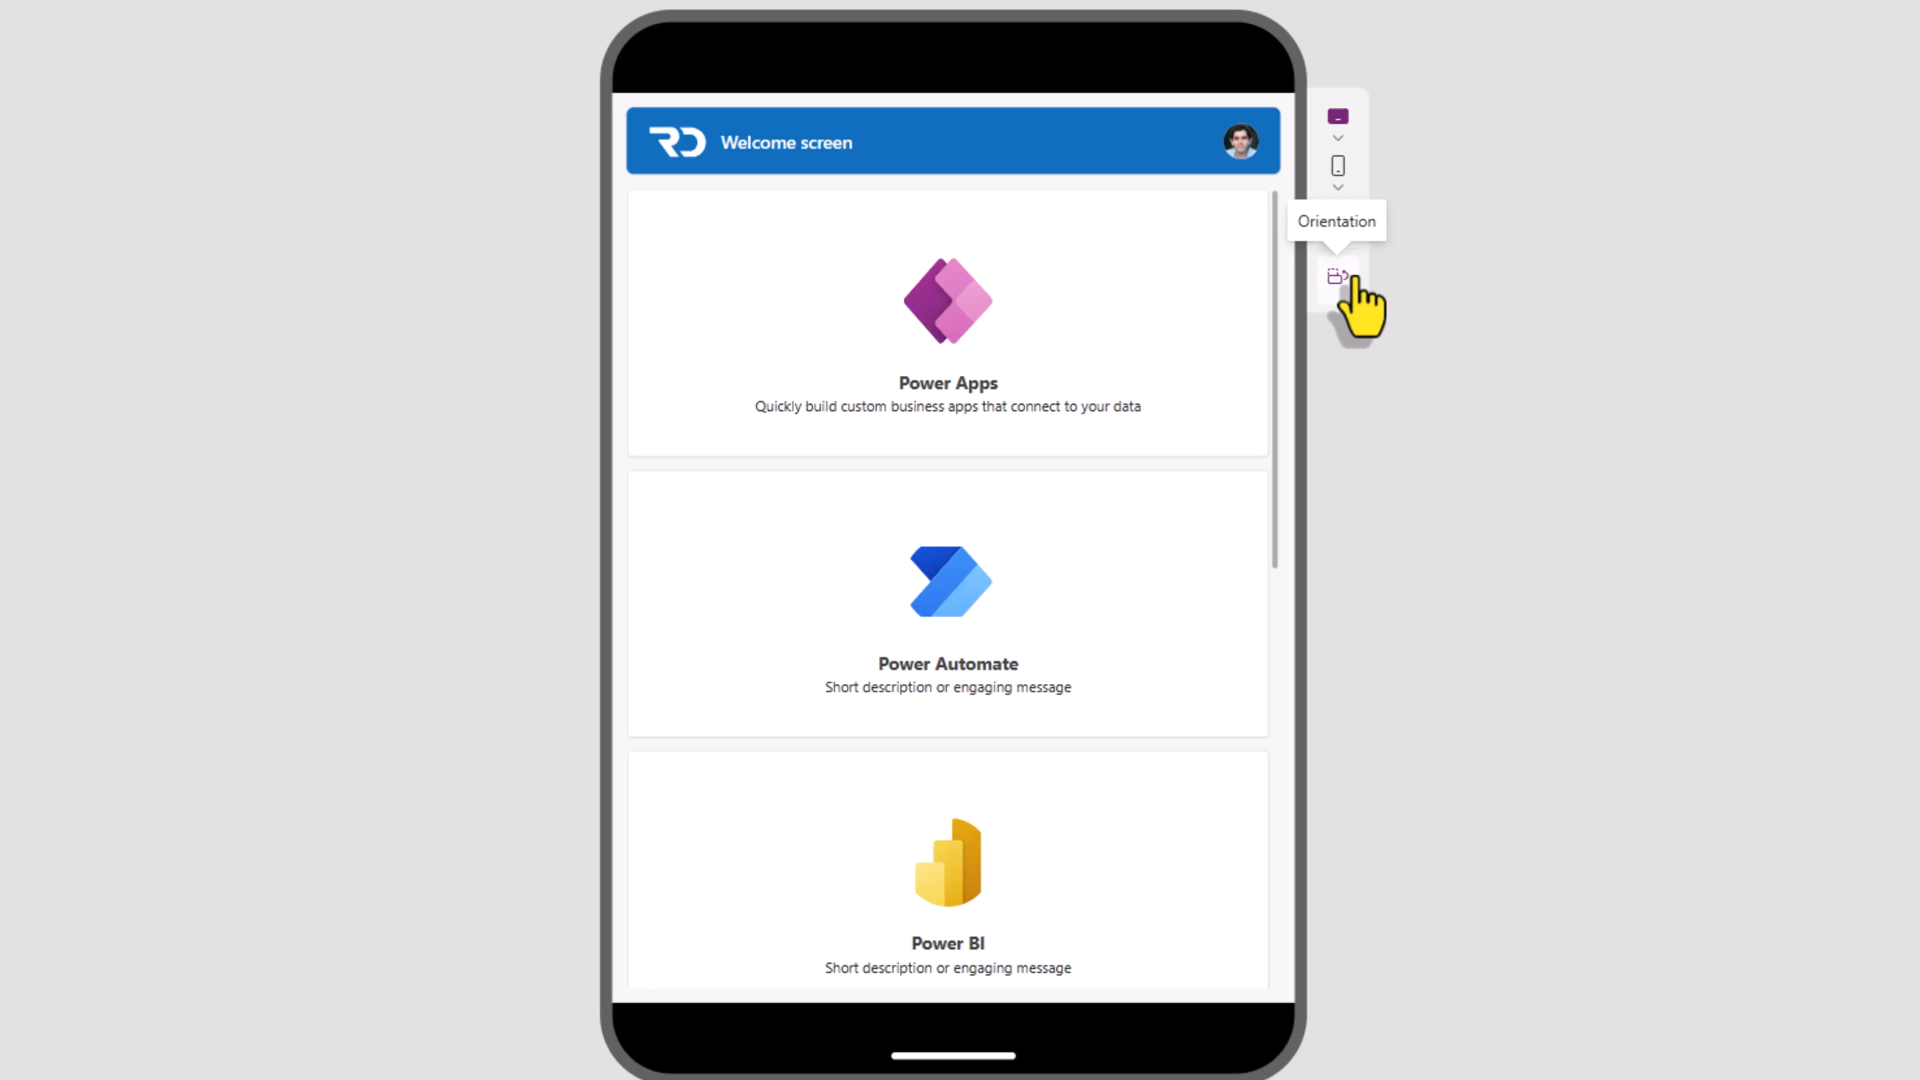 RD Welcome screen
Orientation
Power Apps
Quickly build custom business apps that connect to your data
Power Automate
Short description or engaging message
Power BI
Short description or engaging message